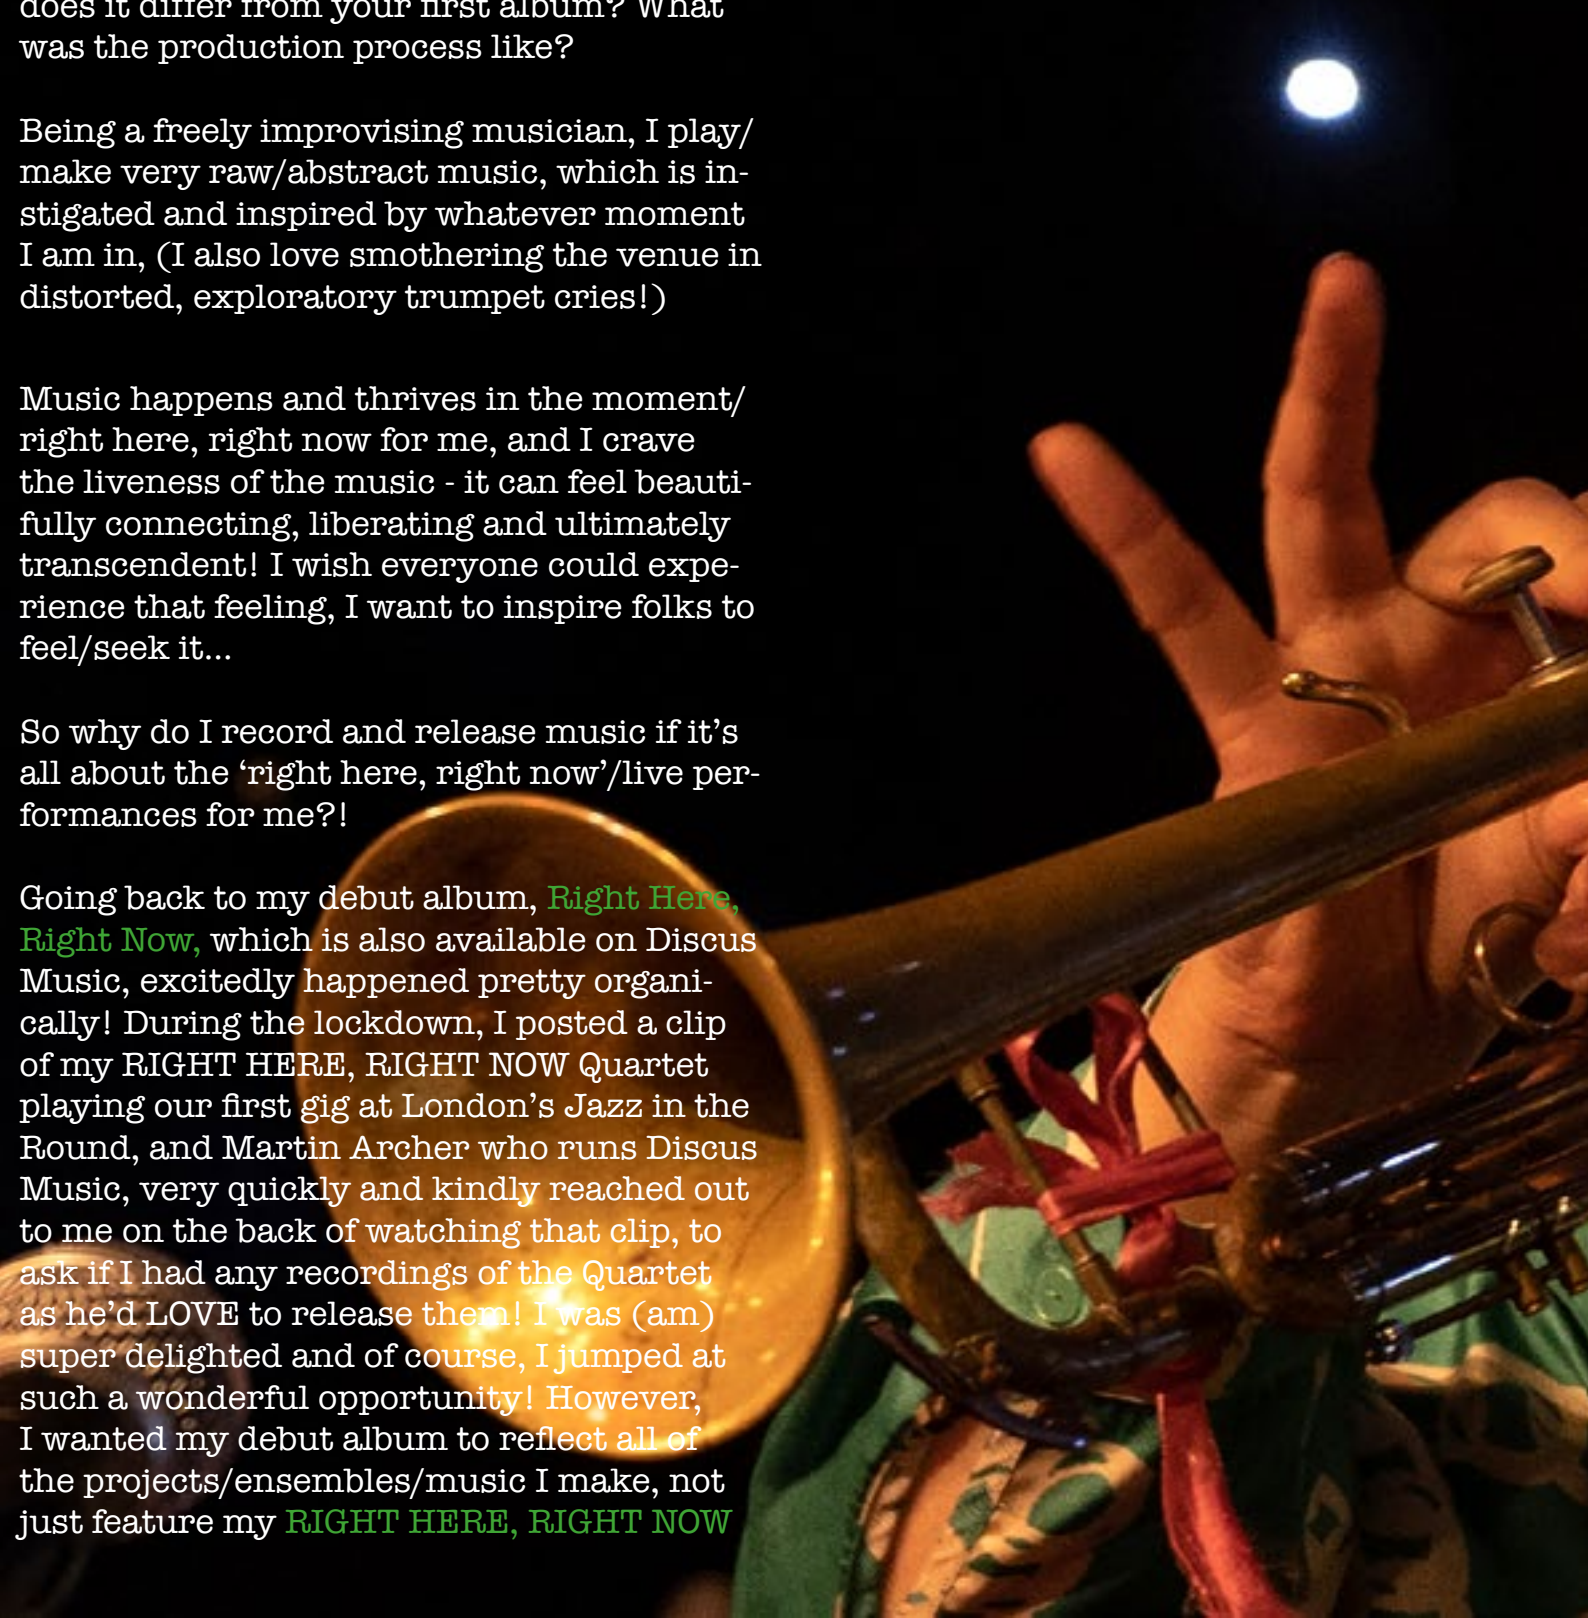 does it differ from your first album? What
was the production process like?
Being a freely improvising musician, I play/
make very raw/abstract music, which is in-
stigated and inspired by whatever moment
I am in, (I also love smothering the venue in
distorted, exploratory trumpet cries!)
Music happens and thrives in the moment/
right here, right now for me, and I crave
the liveness of the music - it can feel beauti-
fully connecting, liberating and ultimately
transcendent! I wish everyone could expe-
rience that feeling, I want to inspire folks to
feel/seek it...
So why do I record and release music if it’s
all about the ‘right here, right now’/live per-
formances for me?!
Going back to my debut album, Right Here,
Right Now, which is also available on Discus
Music, excitedly happened pretty organi-
cally! During the lockdown, I posted a clip
of my RIGHT HERE, RIGHT NOW Quartet
playing our first gig at London’s Jazz in the
Round, and Martin Archer who runs Discus
Music, very quickly and kindly reached out
to me on the back of watching that clip, to
ask if I had any recordings of the Quartet
as he’d LOVE to release them! I was (am)
super delighted and of course, I jumped at
such a wonderful opportunity! However,
I wanted my debut album to reflect all of
the projects/ensembles/music I make, not
just feature my RIGHT HERE, RIGHT NOW